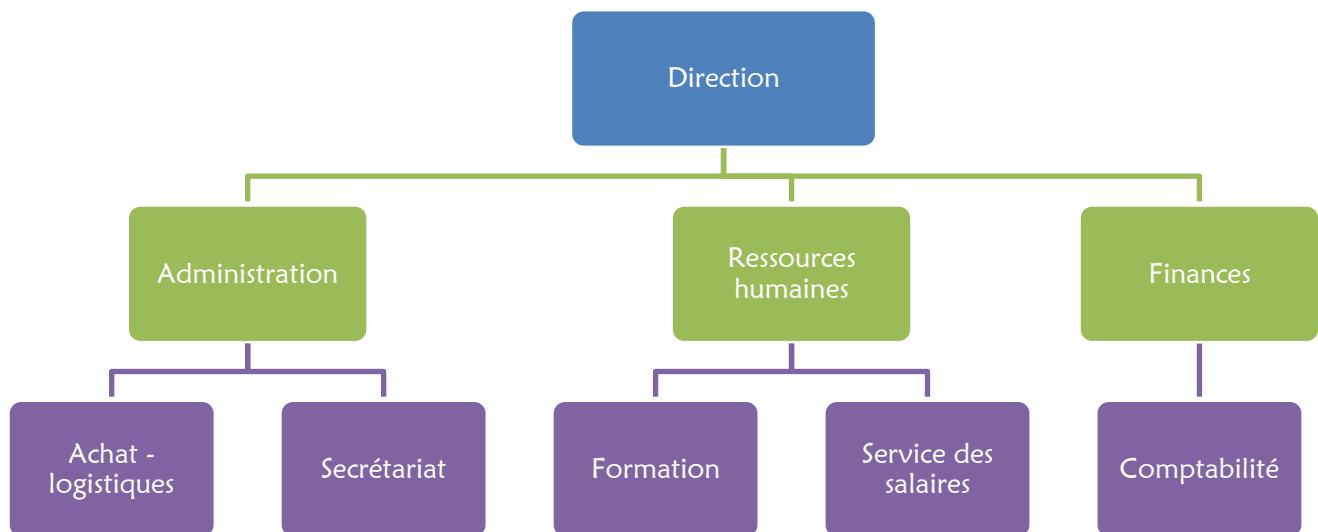 Direction
Administration
Ressources
humaines
Finances
Achat -
logistiques
Secrétariat
Formation
Service des
salaires
Comptabilité